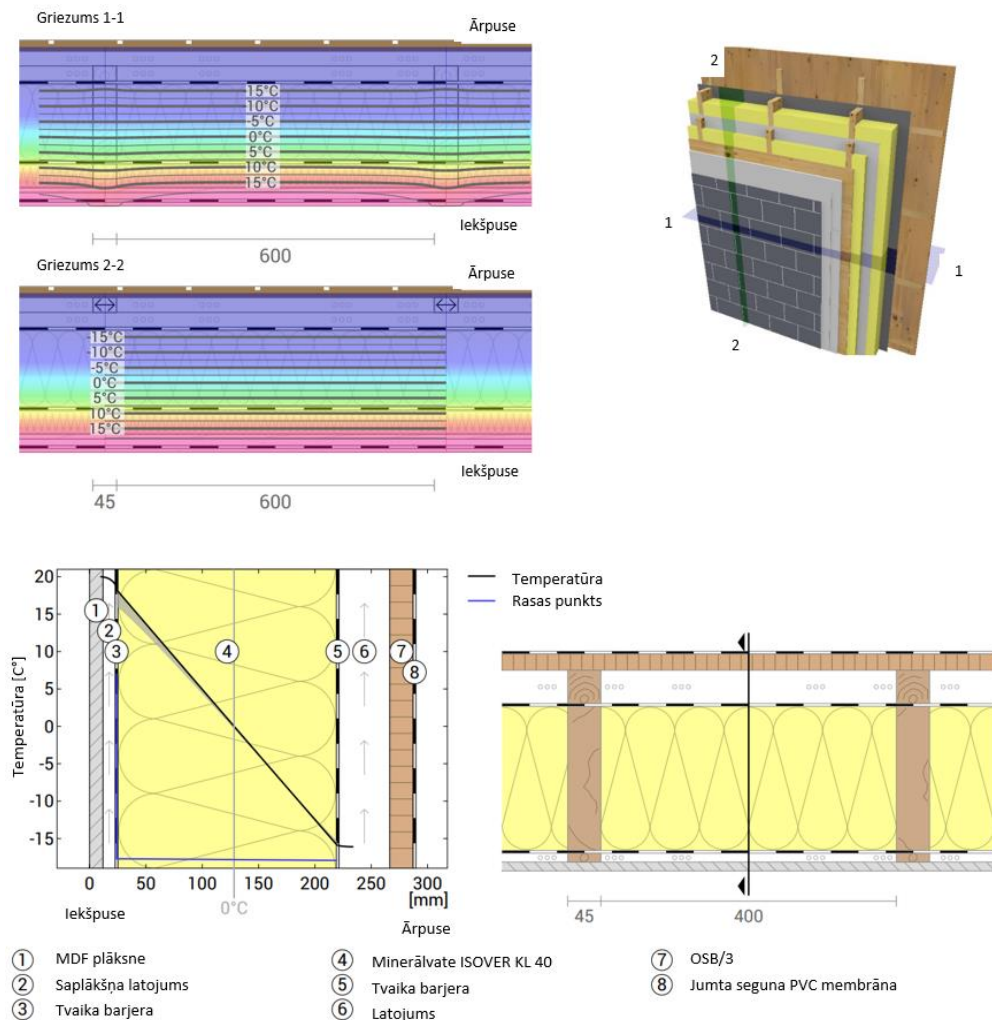 Griezums 1-1
Ārpuse
15°C
10°C
-5°C
0°C
5°C
10°C
15°C
Iekšpuse
600
Griezums 2-2
Ārpuse
-15°C
-10°C
-5°C
0°C
5°C
10°C
15°C
Iekšpuse
45
600
2
1
1
2
Temperatūra [C°]
20
15
10
5
0
-5
-10
-15
1
2
3
4
5
6
7
8
0
50
100
150
200
250
300
[mm]
0°C
Iekšpuse
Ārpuse
Temperatūra
Rasas punkts
45
400
1 MDF plāksne
2 Saplākšņa latojums
3 Tvaika barjera
4 Minerālvate ISOVER KL 40
5 Tvaika barjera
6 Latojums
7 OSB/3
8 Jumta seguna PVC membrāna